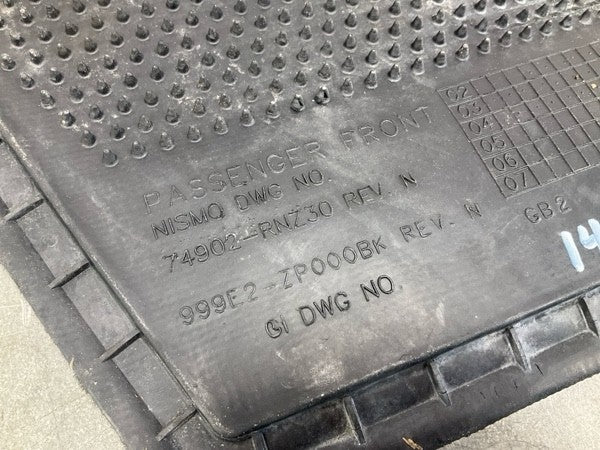 PASSENGER FRONT
NISMO DWG NO.
74902-RNZ30 REV. N
999E2-ZP000BK REV. N
GI DWG NO.
GB2
14
02
03
04
05
06
07